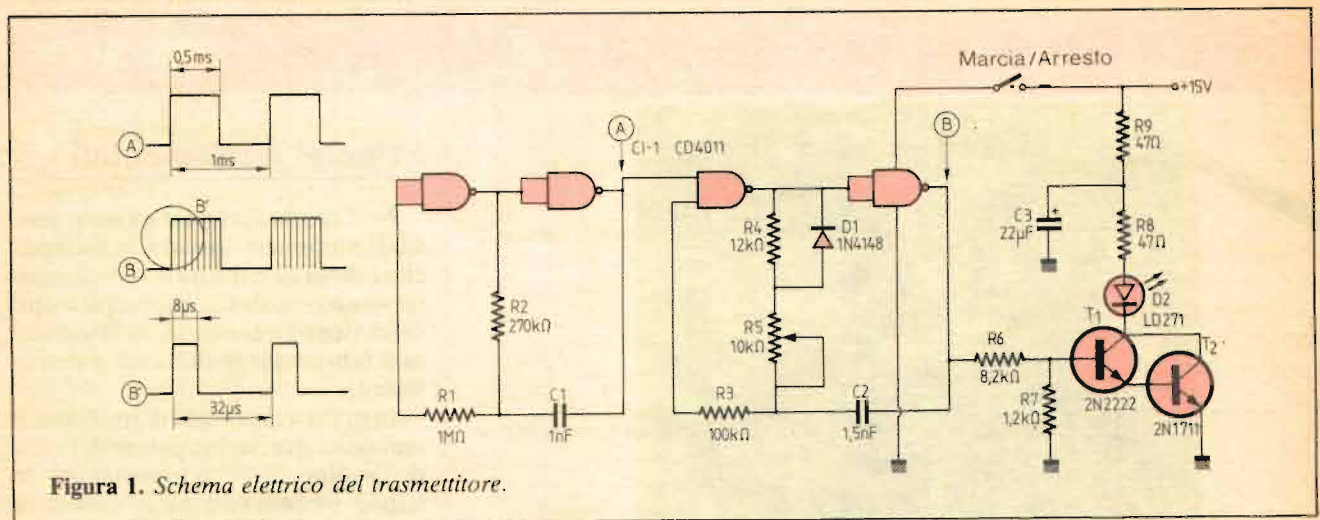 0,5ms
A
1ms
B'
B
8µs
B'
32µs
A
CI-1 CD4011
R1
1MΩ
R2
270kΩ
C1
1nF
R3
100kΩ
R4
12kΩ
D1
1N4148
R5
10kΩ
C2
1,5nF
B
Marcia/Arresto
+15V
R9
47Ω
C3
22µF
+
R8
47Ω
D2
LD271
T1
T2
R6
8,2kΩ
R7
1,2kΩ
2N2222
2N1711
Figura 1. Schema elettrico del trasmettitore.